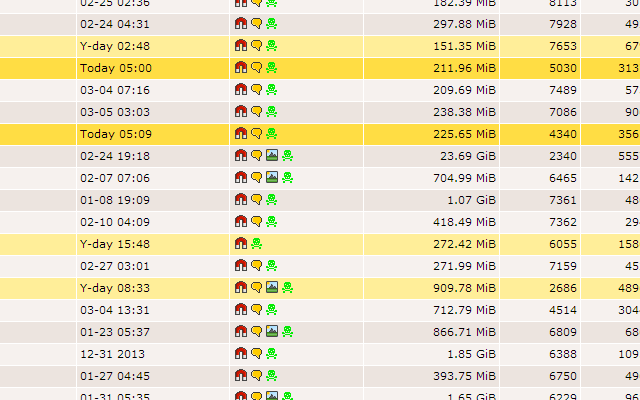 02-25 02:36 182.39 MiB 8113 30
02-24 04:31 297.88 MiB 7928 49
Y-day 02:48 151.35 MiB 7653 67
Today 05:00 211.96 MiB 5030 313
03-04 07:16 209.69 MiB 7489 57
03-05 03:03 238.38 MiB 7086 90
Today 05:09 225.65 MiB 4340 356
02-24 19:18 23.69 GiB 2340 555
02-07 07:06 704.99 MiB 6465 142
01-08 19:09 1.07 GiB 7361 48
02-10 04:09 418.49 MiB 7362 29
Y-day 15:48 272.42 MiB 6055 158
02-27 03:01 271.99 MiB 7159 45
Y-day 08:33 909.78 MiB 2686 489
03-04 13:31 712.79 MiB 4514 304
01-23 05:37 866.71 MiB 6809 68
12-31 2013 1.85 GiB 6388 109
01-27 04:45 393.75 MiB 6750 49
01-31 05:35 1.65 GiB 6229 96